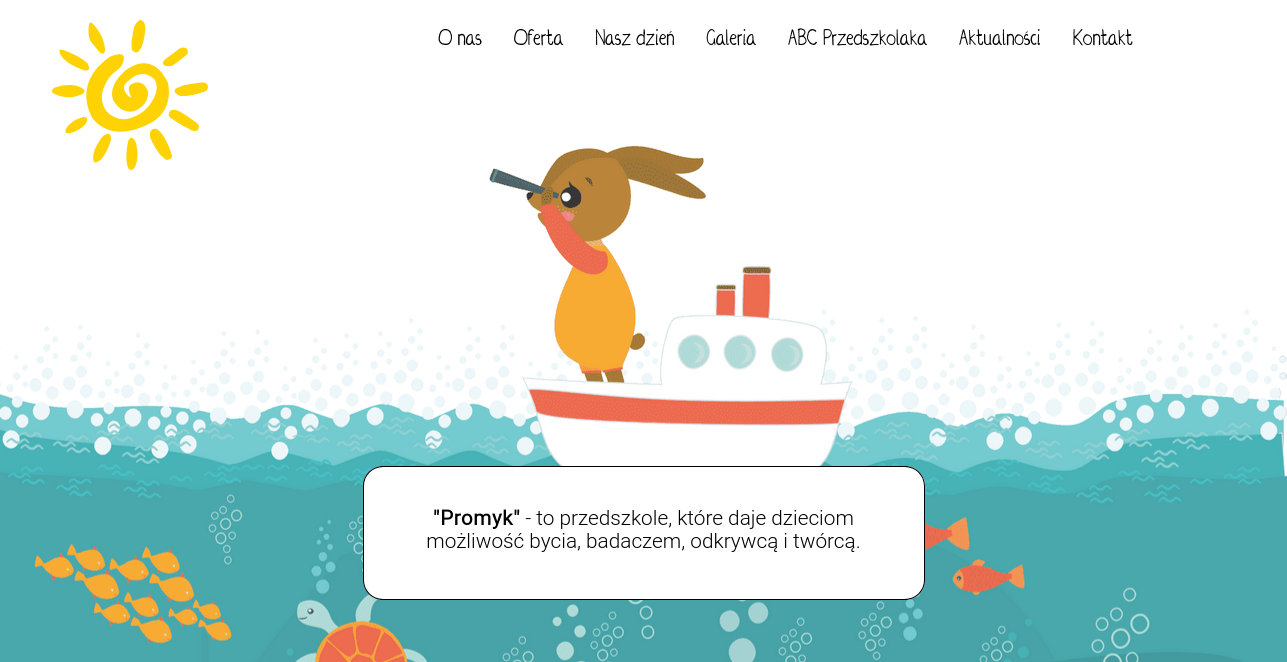 O nas Oferta Nasz dzień Galeria ABC Przedszkolaka Aktualności Kontakt
"Promyk" - to przedszkole, które daje dzieciom
możliwość bycia, badaczem, odkrywcą i twórcą.